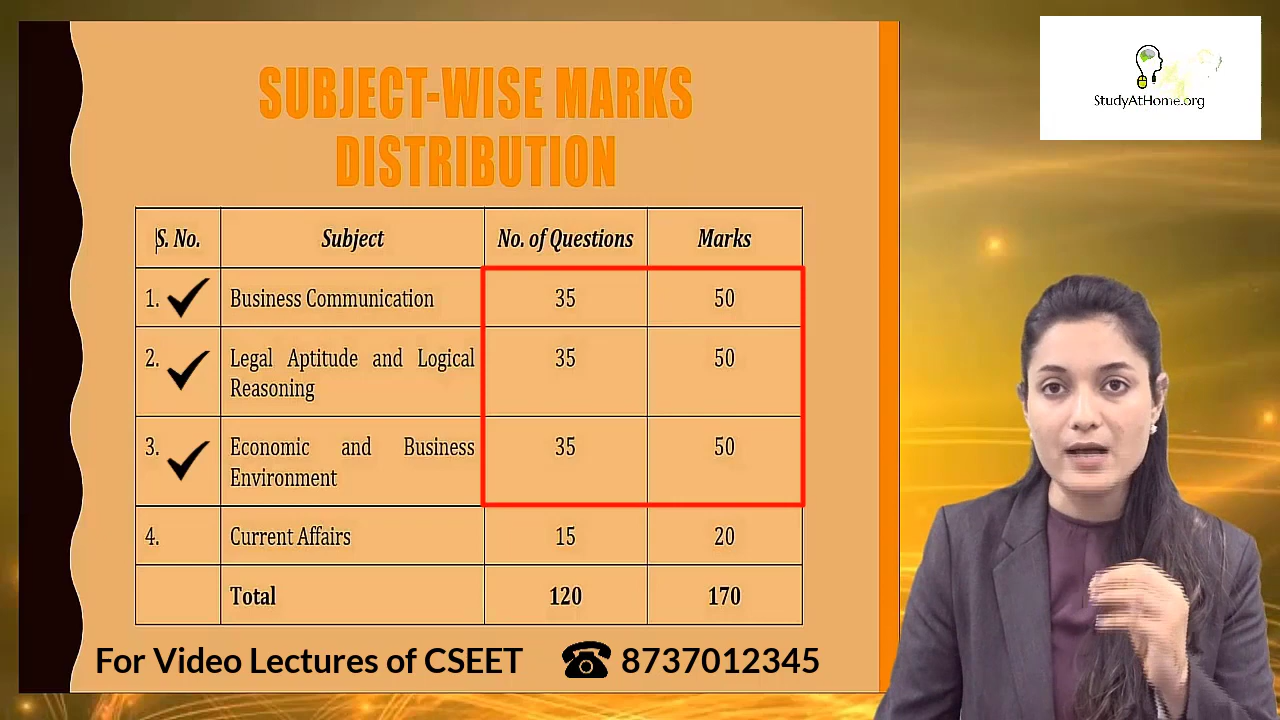 SUBJECT-WISE MARKS
DISTRIBUTION
StudyAtHome.org
S. No. Subject No. of Questions Marks
1. Business Communication 35 50
2. Legal Aptitude and Logical Reasoning 35 50
3. Economic and Business Environment 35 50
4. Current Affairs 15 20
Total 120 170
For Video Lectures of CSEET 8737012345